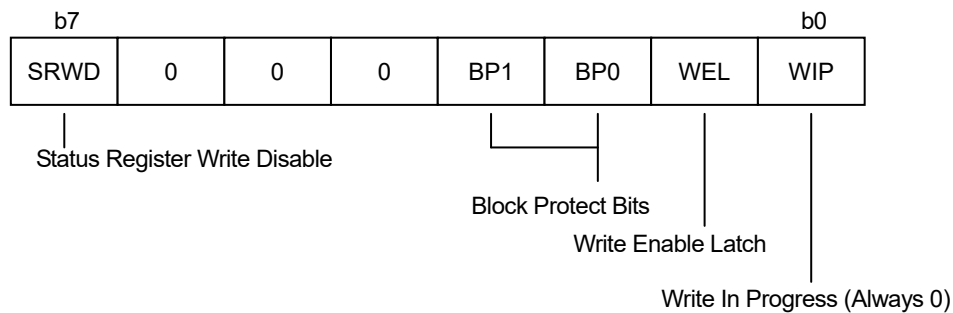 b7 b0
SRWD 0 0 0 BP1 BP0 WEL WIP
Status Register Write Disable
Block Protect Bits
Write Enable Latch
Write In Progress (Always 0)